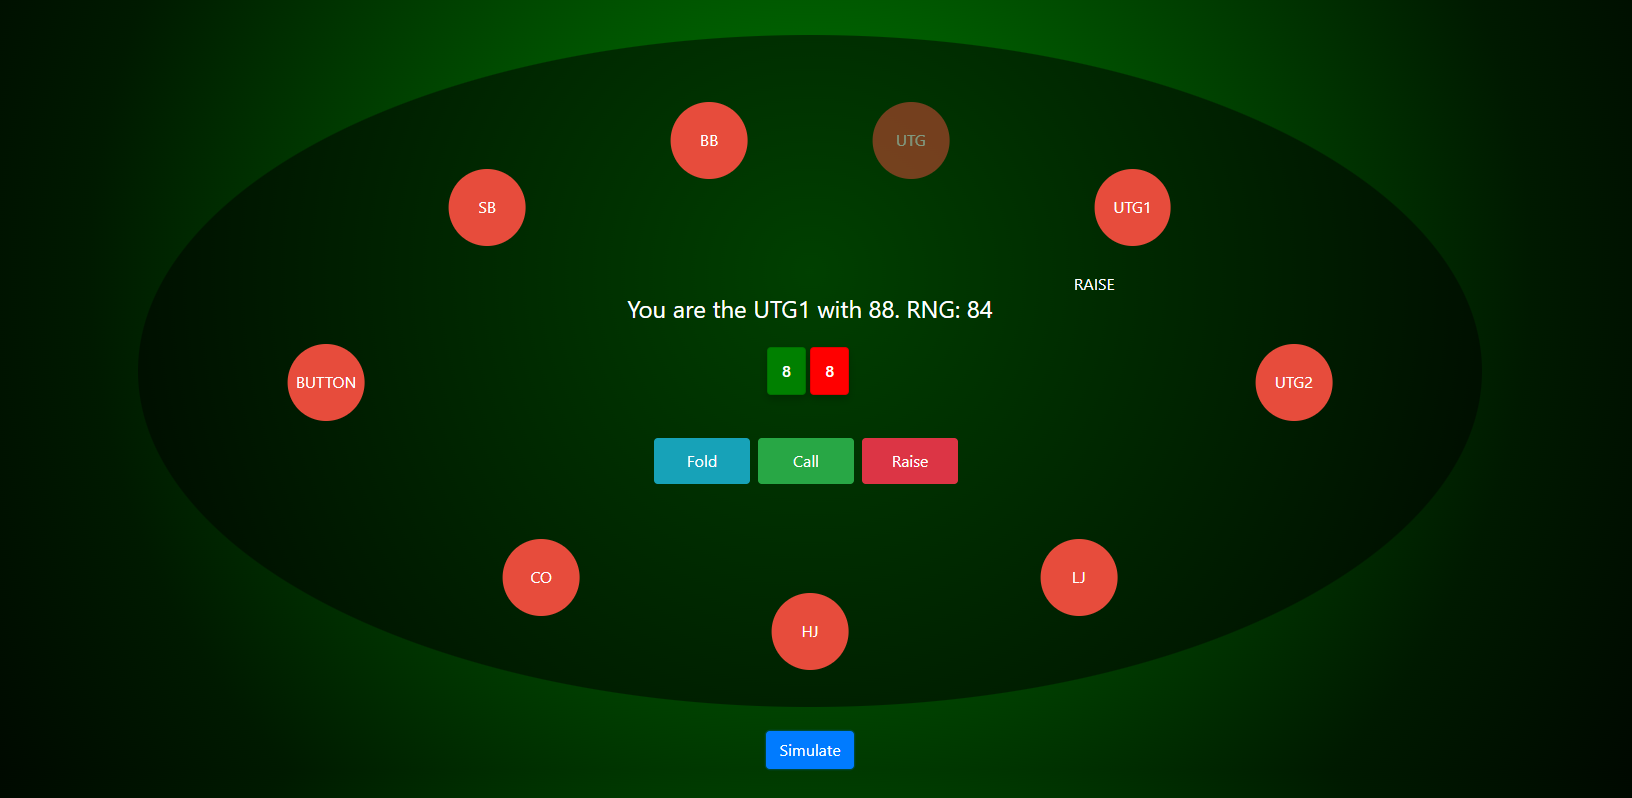 BB
UTG
SB
UTG1
RAISE
You are the UTG1 with 88. RNG: 84
8 8
BUTTON
UTG2
Fold Call Raise
CO
LJ
HJ
Simulate